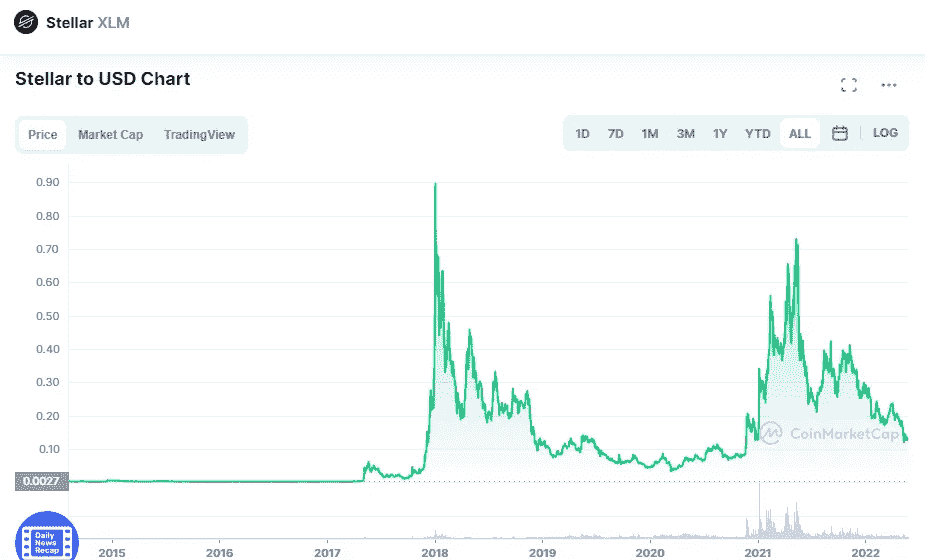 Stellar XLM
Stellar to USD Chart
Price Market Cap TradingView
1D 7D 1M 3M 1Y YTD ALL LOG
0.90
0.80
0.70
0.60
0.50
0.40
0.30
0.20
0.10
0.0027
CoinMarketCap
Daily
News
Recap
2015 2016 2017 2018 2019 2020 2021 2022